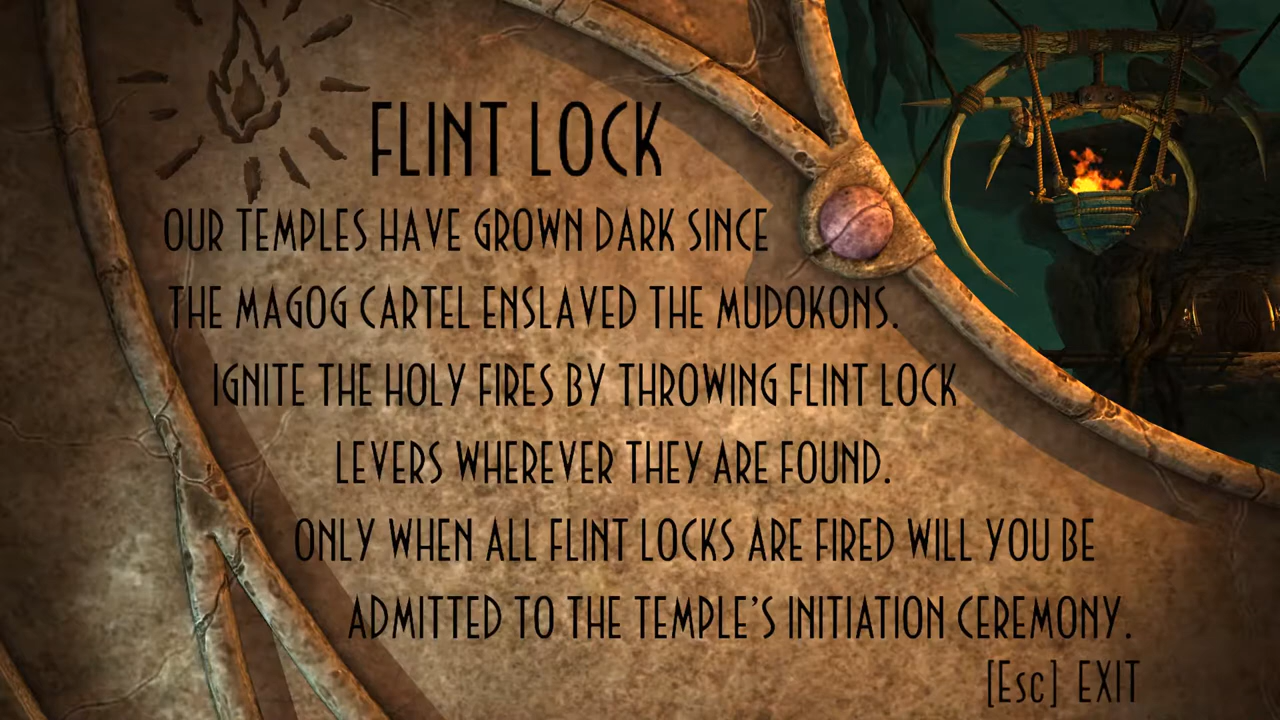 FLINT LOCK
OUR TEMPLES HAVE GROWN DARK SINCE
THE MAGOG CARTEL ENSLAVED THE MUDOKONS.
IGNITE THE HOLY FIRES BY THROWING FLINT LOCK
LEVERS WHEREVER THEY ARE FOUND.
ONLY WHEN ALL FLINT LOCKS ARE FIRED WILL YOU BE
ADMITTED TO THE TEMPLE'S INITIATION CEREMONY.
[Esc] EXIT